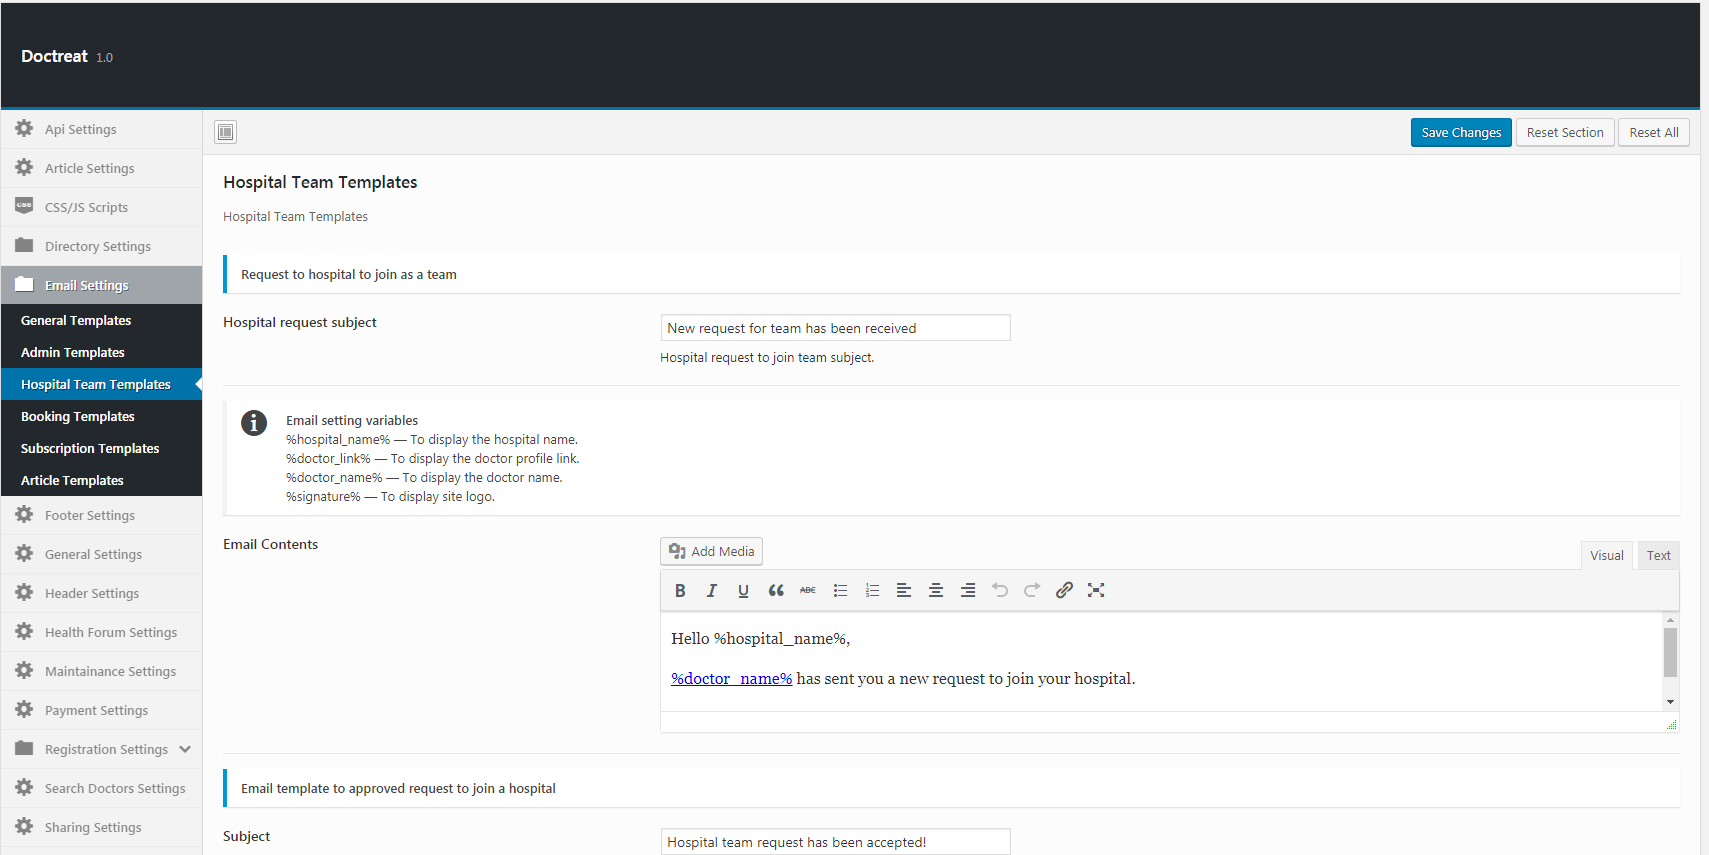 Doctreat 1.0
Api Settings
Article Settings
CSS/JS Scripts
Directory Settings
Email Settings
General Templates
Admin Templates
Hospital Team Templates
Booking Templates
Subscription Templates
Article Templates
Footer Settings
General Settings
Header Settings
Health Forum Settings
Maintainance Settings
Payment Settings
Registration Settings
Search Doctors Settings
Sharing Settings
Save Changes Reset Section Reset All
Hospital Team Templates
Hospital Team Templates
Request to hospital to join as a team
Hospital request subject
New request for team has been received
Hospital request to join team subject.
Email setting variables
%hospital_name% — To display the hospital name.
%doctor_link% — To display the doctor profile link.
%doctor_name% — To display the doctor name.
%signature% — To display site logo.
Email Contents
Add Media
Visual Text
B I U ABC
Hello %hospital_name%,
%doctor_name% has sent you a new request to join your hospital.
Email template to approved request to join a hospital
Subject
Hospital team request has been accepted!